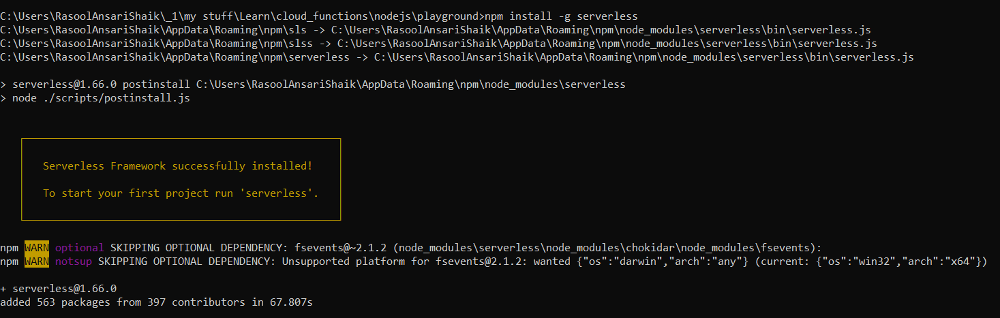 C:\Users\RasoolAnsariShaik\_1\my stuff\Learn\cloud_functions\nodejs\playground>npm install -g serverless
C:\Users\RasoolAnsariShaik\AppData\Roaming\npm\sls -> C:\Users\RasoolAnsariShaik\AppData\Roaming\npm\node_modules\serverless\bin\serverless.js
C:\Users\RasoolAnsariShaik\AppData\Roaming\npm\slss -> C:\Users\RasoolAnsariShaik\AppData\Roaming\npm\node_modules\serverless\bin\serverless.js
C:\Users\RasoolAnsariShaik\AppData\Roaming\npm\serverless -> C:\Users\RasoolAnsariShaik\AppData\Roaming\npm\node_modules\serverless\bin\serverless.js
> serverless@1.66.0 postinstall C:\Users\RasoolAnsariShaik\AppData\Roaming\npm\node_modules\serverless
> node ./scripts/postinstall.js
Serverless Framework successfully installed!
To start your first project run 'serverless'.
npm WARN optional SKIPPING OPTIONAL DEPENDENCY: fsevents@~2.1.2 (node_modules\serverless\node_modules\chokidar\node_modules\fsevents):
npm WARN notsup SKIPPING OPTIONAL DEPENDENCY: Unsupported platform for fsevents@2.1.2: wanted {"os":"darwin","arch":"any"} (current: {"os":"win32","arch":"x64"})
+ serverless@1.66.0
added 563 packages from 397 contributors in 67.807s